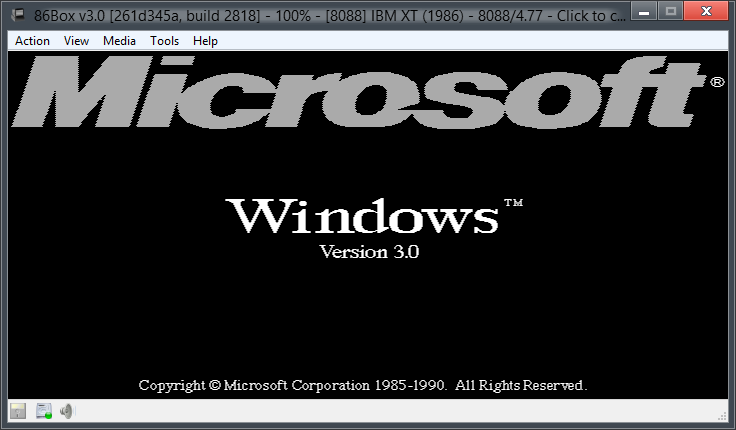 86Box v3.0 [261d345a, build 2818] - 100% - [8088] IBM XT (1986) - 8088/4.77 - Click to c...
Action View Media Tools Help
Microsoft®
Windows™
Version 3.0
Copyright © Microsoft Corporation 1985-1990. All Rights Reserved.